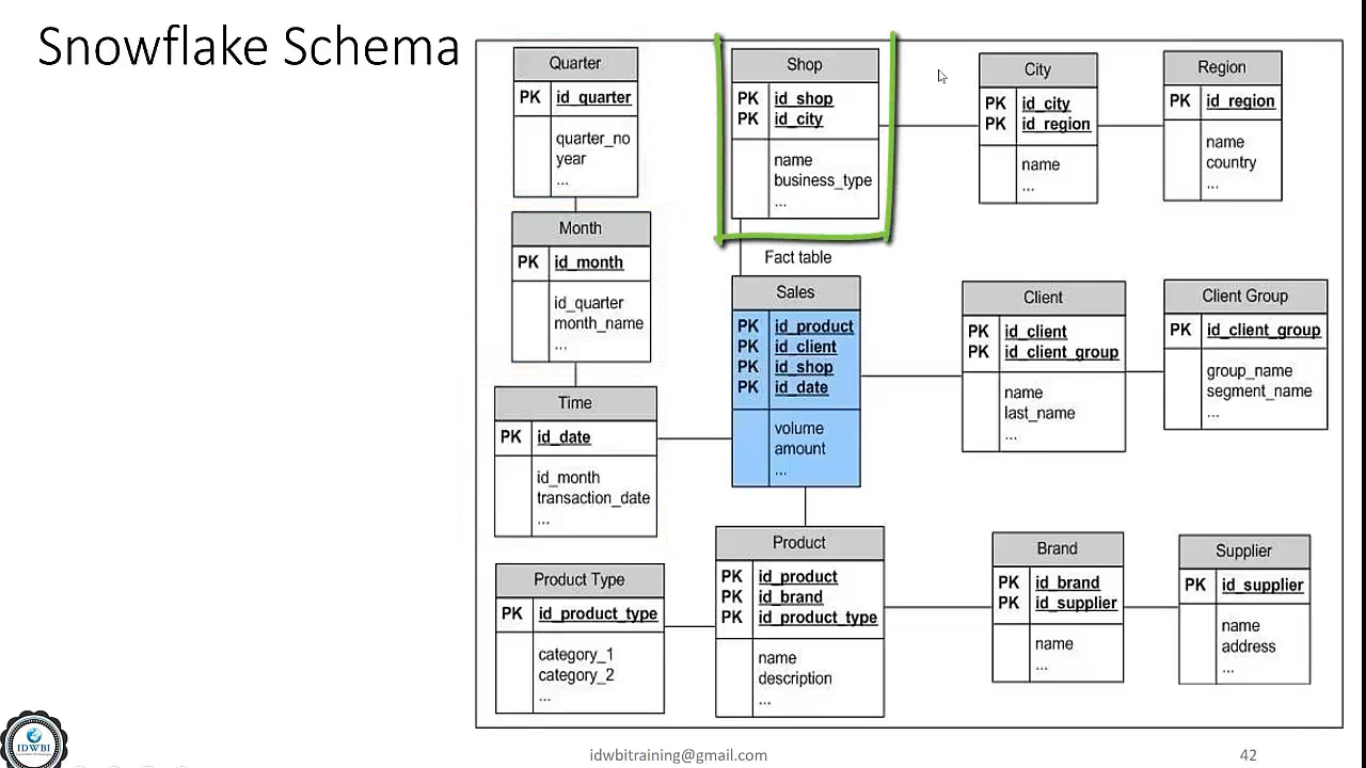 Snowflake Schema
Quarter
PK id_quarter
quarter_no
year
...
Month
PK id_month
id_quarter
month_name
...
Time
PK id_date
id_month
transaction_date
...
Product Type
PK id_product_type
category_1
category_2
...
Shop
PK id_shop
PK id_city
name
business_type
...
Fact table
Sales
PK id_product
PK id_client
PK id_shop
PK id_date
volume
amount
...
Product
PK id_product
PK id_brand
PK id_product_type
name
description
...
City
PK id_city
PK id_region
name
...
Region
PK id_region
name
country
...
Client
PK id_client
PK id_client_group
name
last_name
...
Client Group
PK id_client_group
group_name
segment_name
...
Brand
PK id_brand
PK id_supplier
name
...
Supplier
PK id_supplier
name
address
...
IDWBI
idwbitraining@gmail.com
42